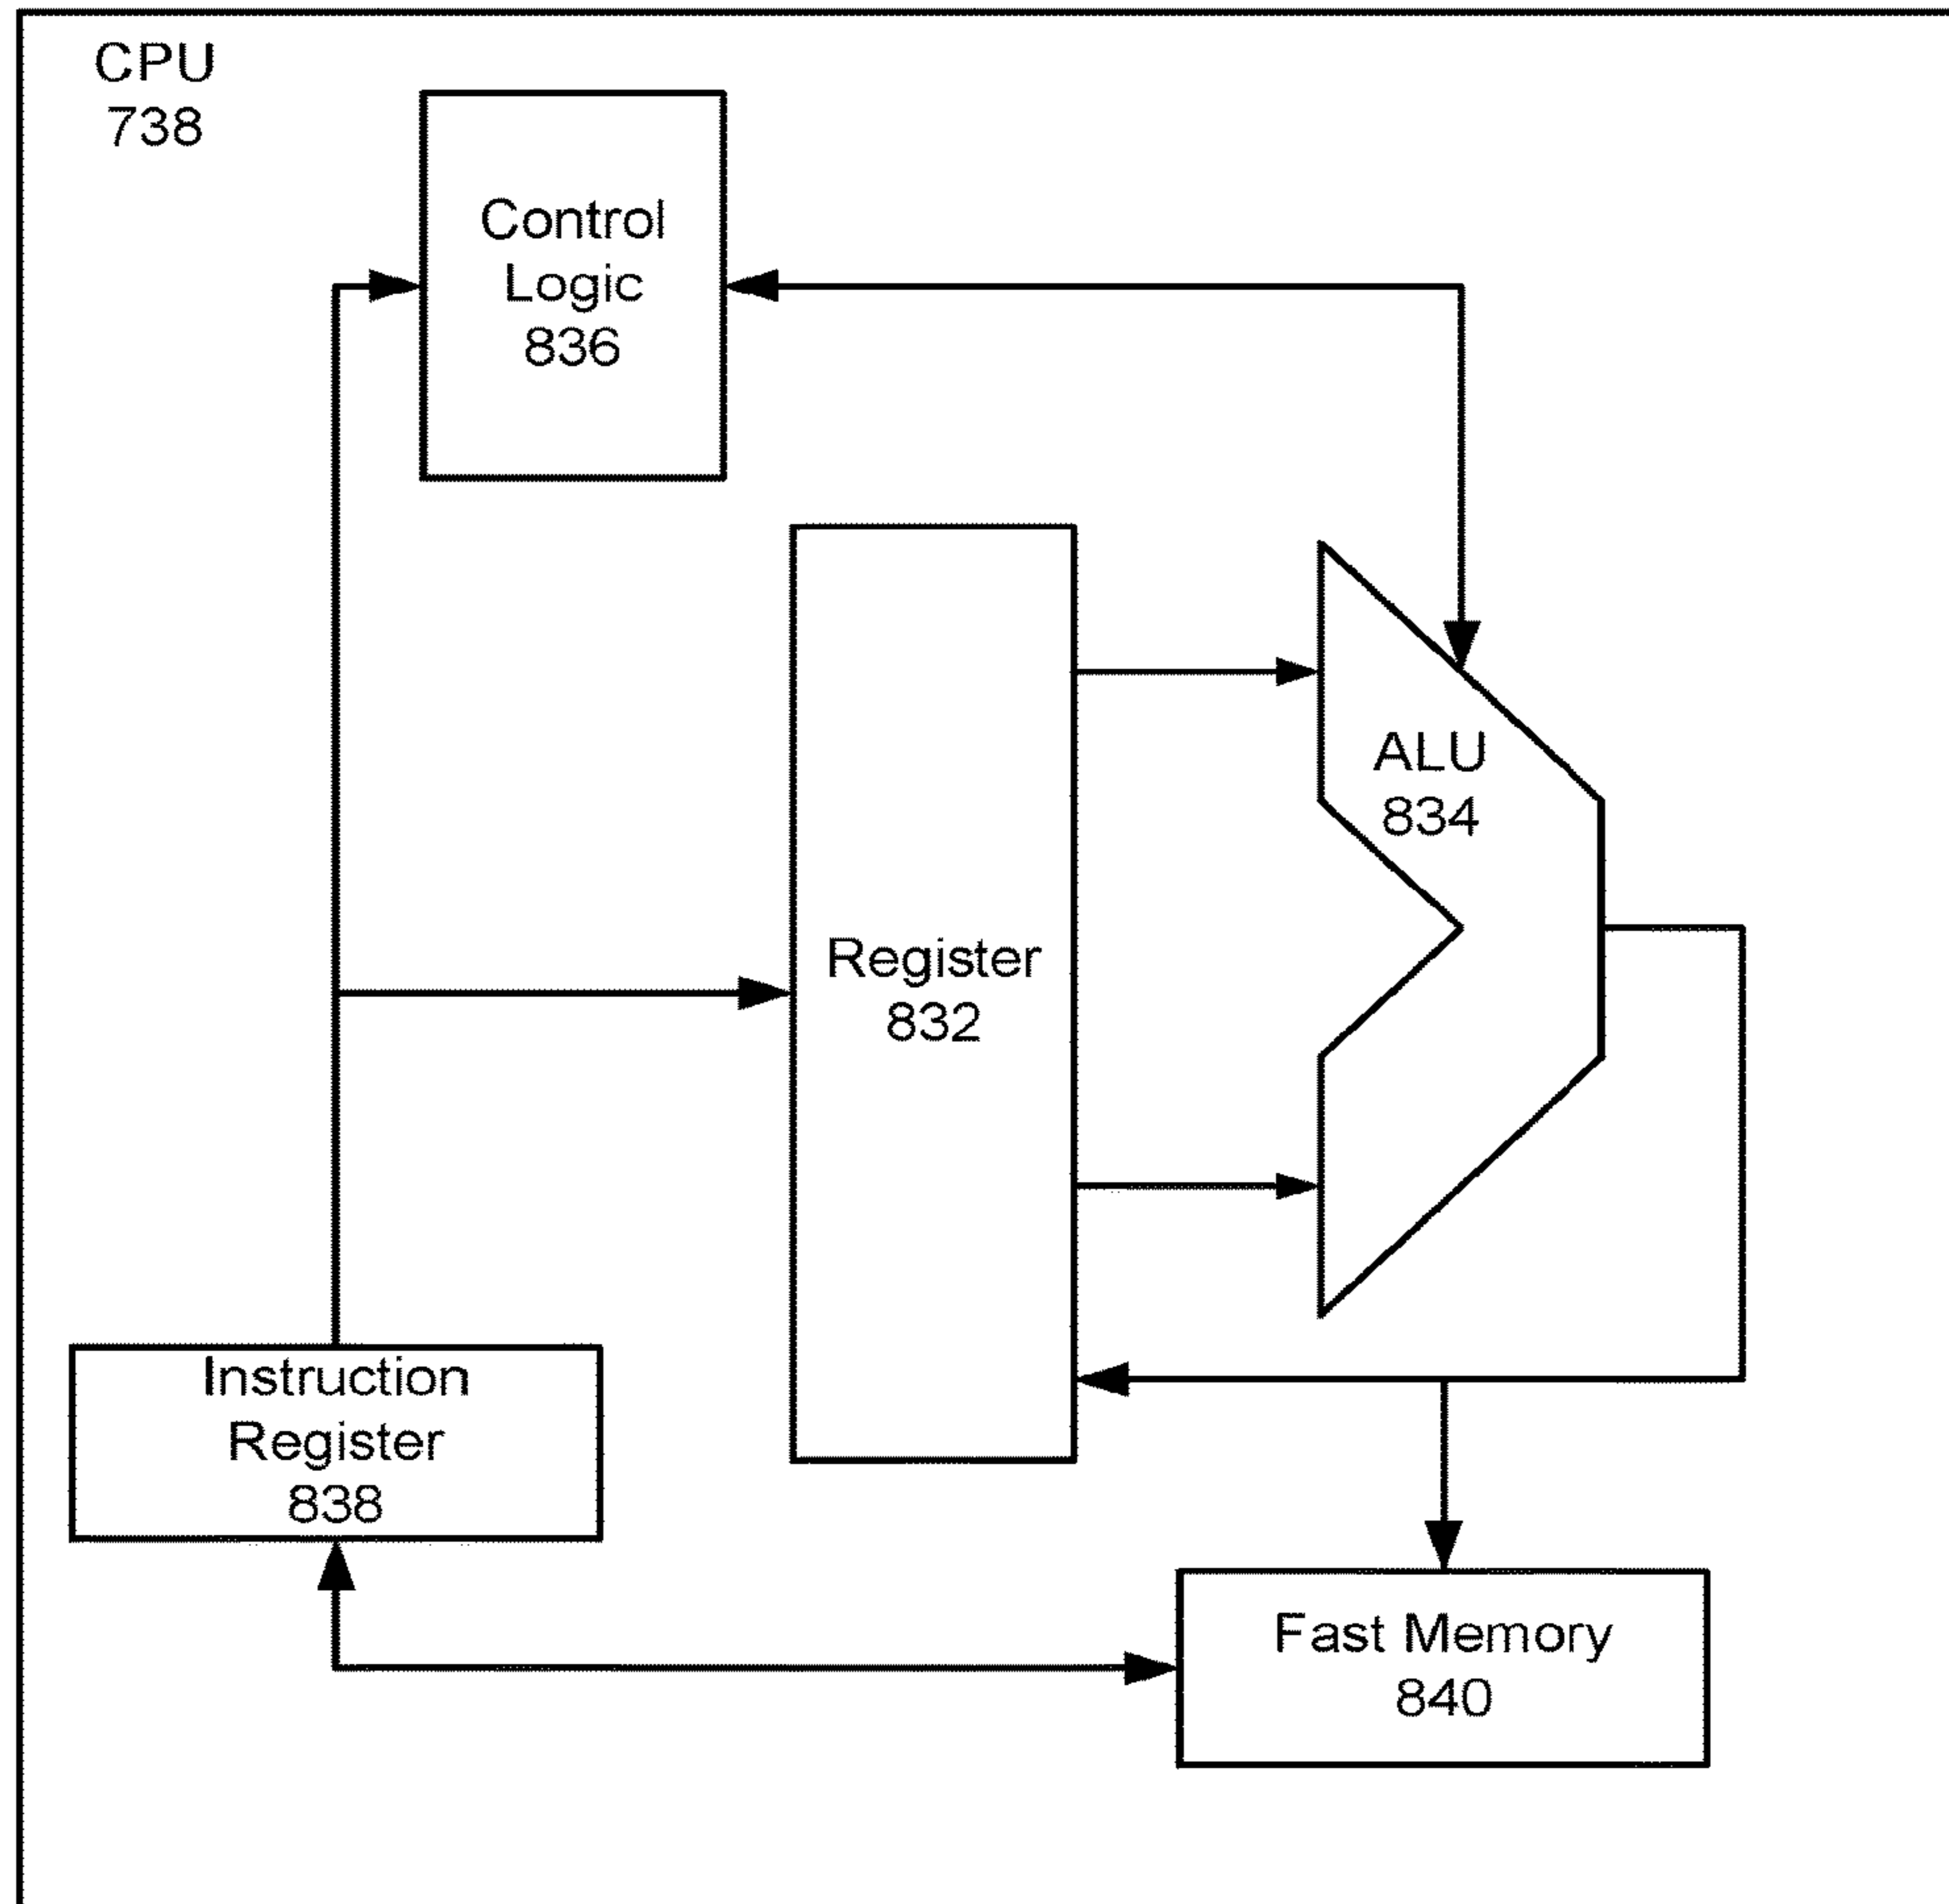 CPU
738
Control
Logic
836
ALU
834
Register
832
Instruction
Register
838
Fast Memory
840